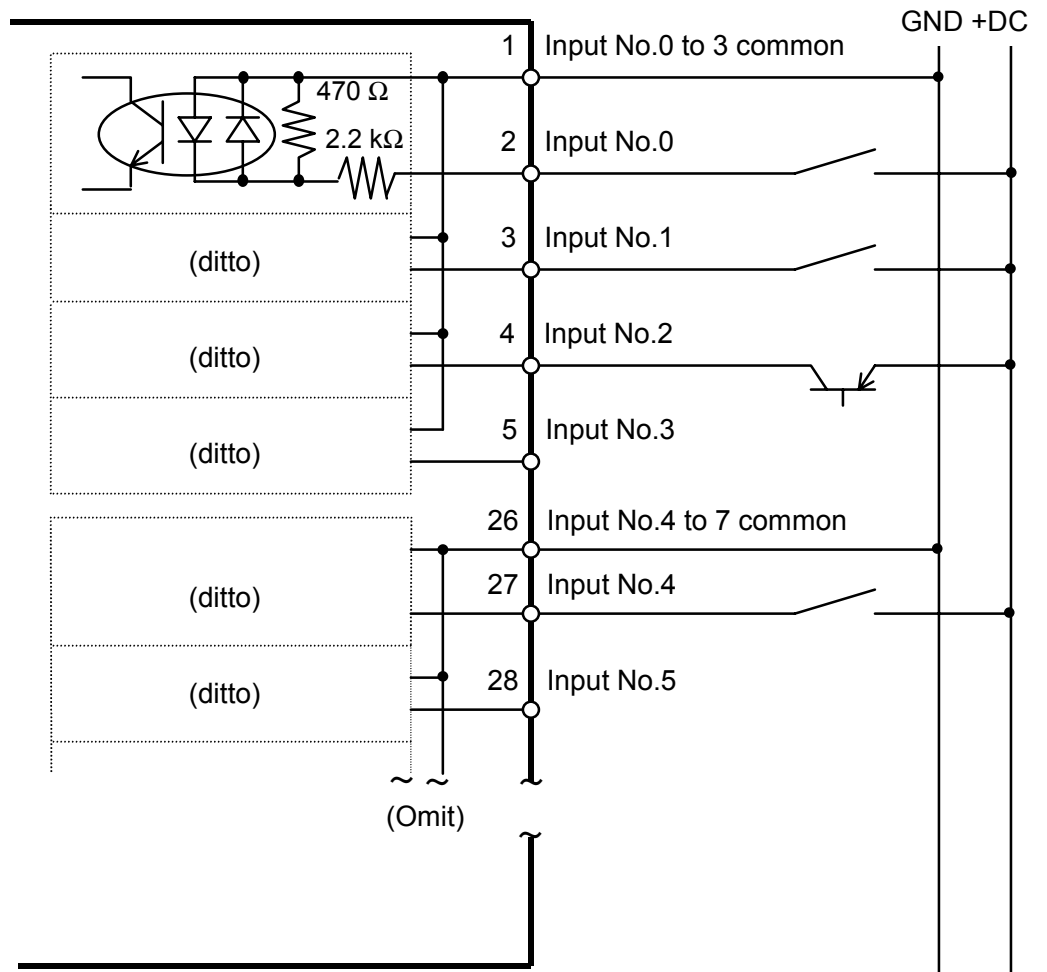 GND +DC
1 Input No.0 to 3 common
470 Ω
2.2 kΩ
2 Input No.0
3 Input No.1
(ditto)
4 Input No.2
(ditto)
5 Input No.3
(ditto)
26 Input No.4 to 7 common
27 Input No.4
(ditto)
28 Input No.5
(ditto)
~ ~ ~
(Omit)
~